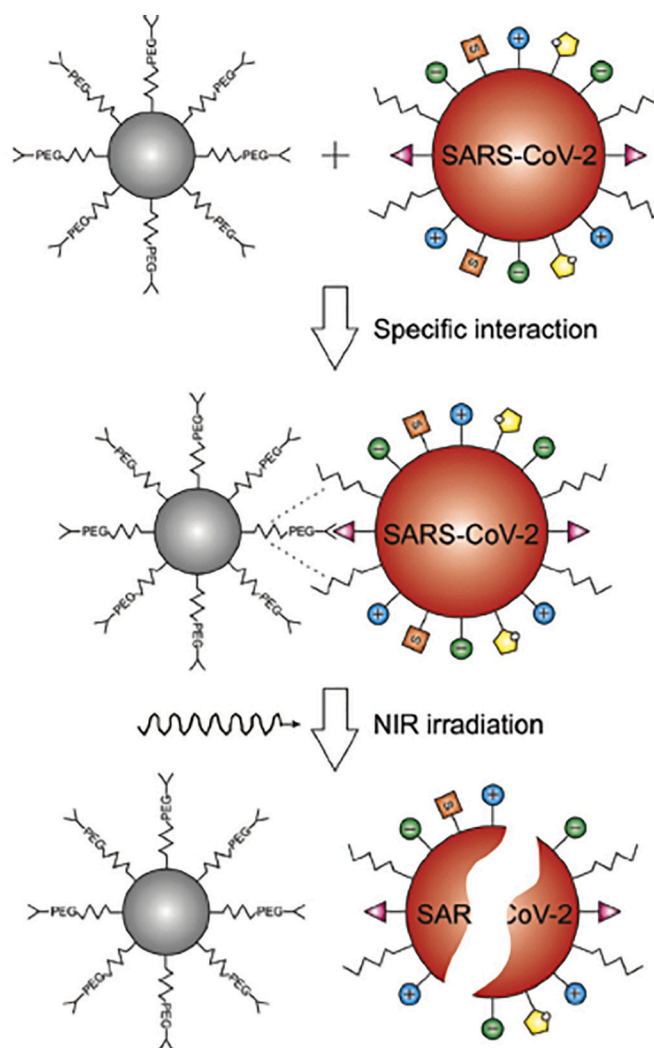 PEG
S
+
−
−
PEG
PEG
PEG
PEG
+
SARS-CoV-2
PEG
PEG
PEG
+
+
S
−
Specific interaction
PEG
S
+
−
−
PEG
PEG
PEG
PEG
SARS-CoV-2
PEG
PEG
PEG
+
+
S
−
NIR irradiation
PEG
S
+
−
−
PEG
PEG
PEG
PEG
SAR CoV-2
PEG
PEG
PEG
+
+
−